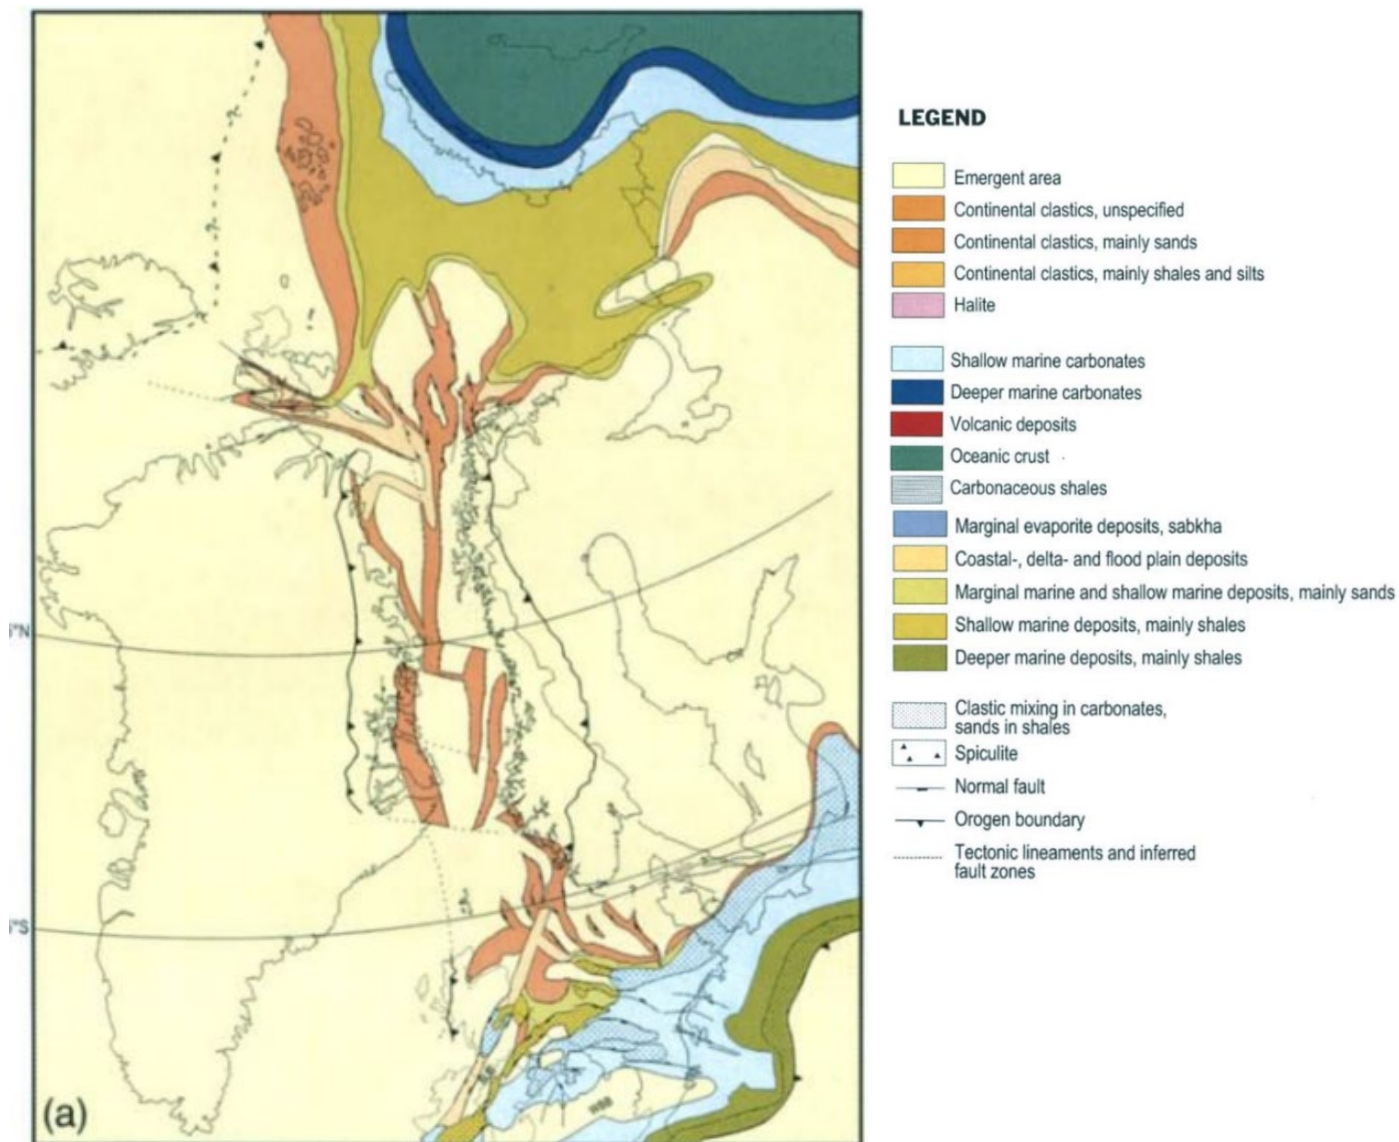 LEGEND
Emergent area
Continental clastics, unspecified
Continental clastics, mainly sands
Continental clastics, mainly shales and silts
Halite
Shallow marine carbonates
Deeper marine carbonates
Volcanic deposits
Oceanic crust
Carbonaceous shales
Marginal evaporite deposits, sabkha
Coastal-, delta- and flood plain deposits
Marginal marine and shallow marine deposits, mainly sands
Shallow marine deposits, mainly shales
Deeper marine deposits, mainly shales
Clastic mixing in carbonates,
sands in shales
Spiculite
Normal fault
Orogen boundary
Tectonic lineaments and inferred
fault zones
°N
°S
(a)